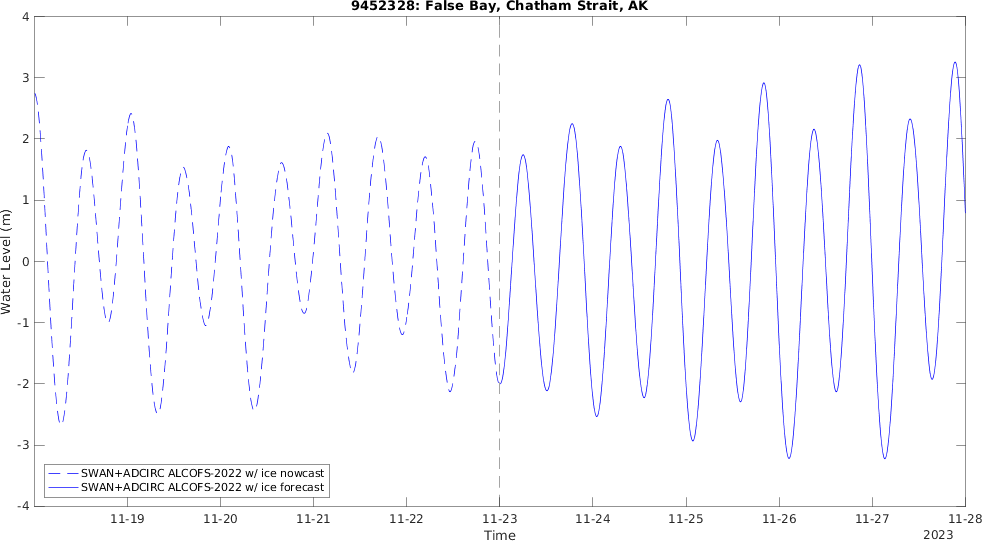 9452328: False Bay, Chatham Strait, AK
4
3
2
1
0
-1
-2
-3
-4
Water Level (m)
SWAN+ADCIRC ALCOFS-2022 w/ ice nowcast
SWAN+ADCIRC ALCOFS-2022 w/ ice forecast
11-19 11-20 11-21 11-22 11-23 11-24 11-25 11-26 11-27 11-28
Time
2023